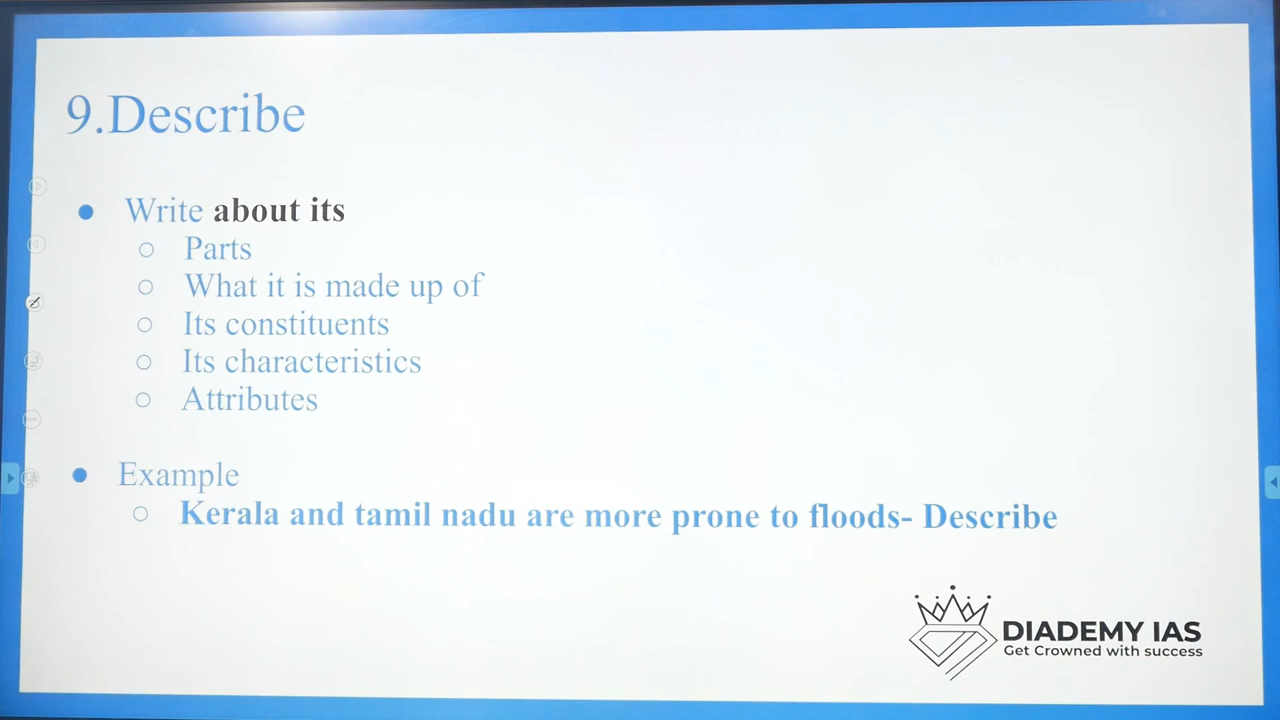 9.Describe
Write about its
Parts
What it is made up of
Its constituents
Its characteristics
Attributes
Example
Kerala and tamil nadu are more prone to floods- Describe
DIADEMY IAS
Get Crowned with success